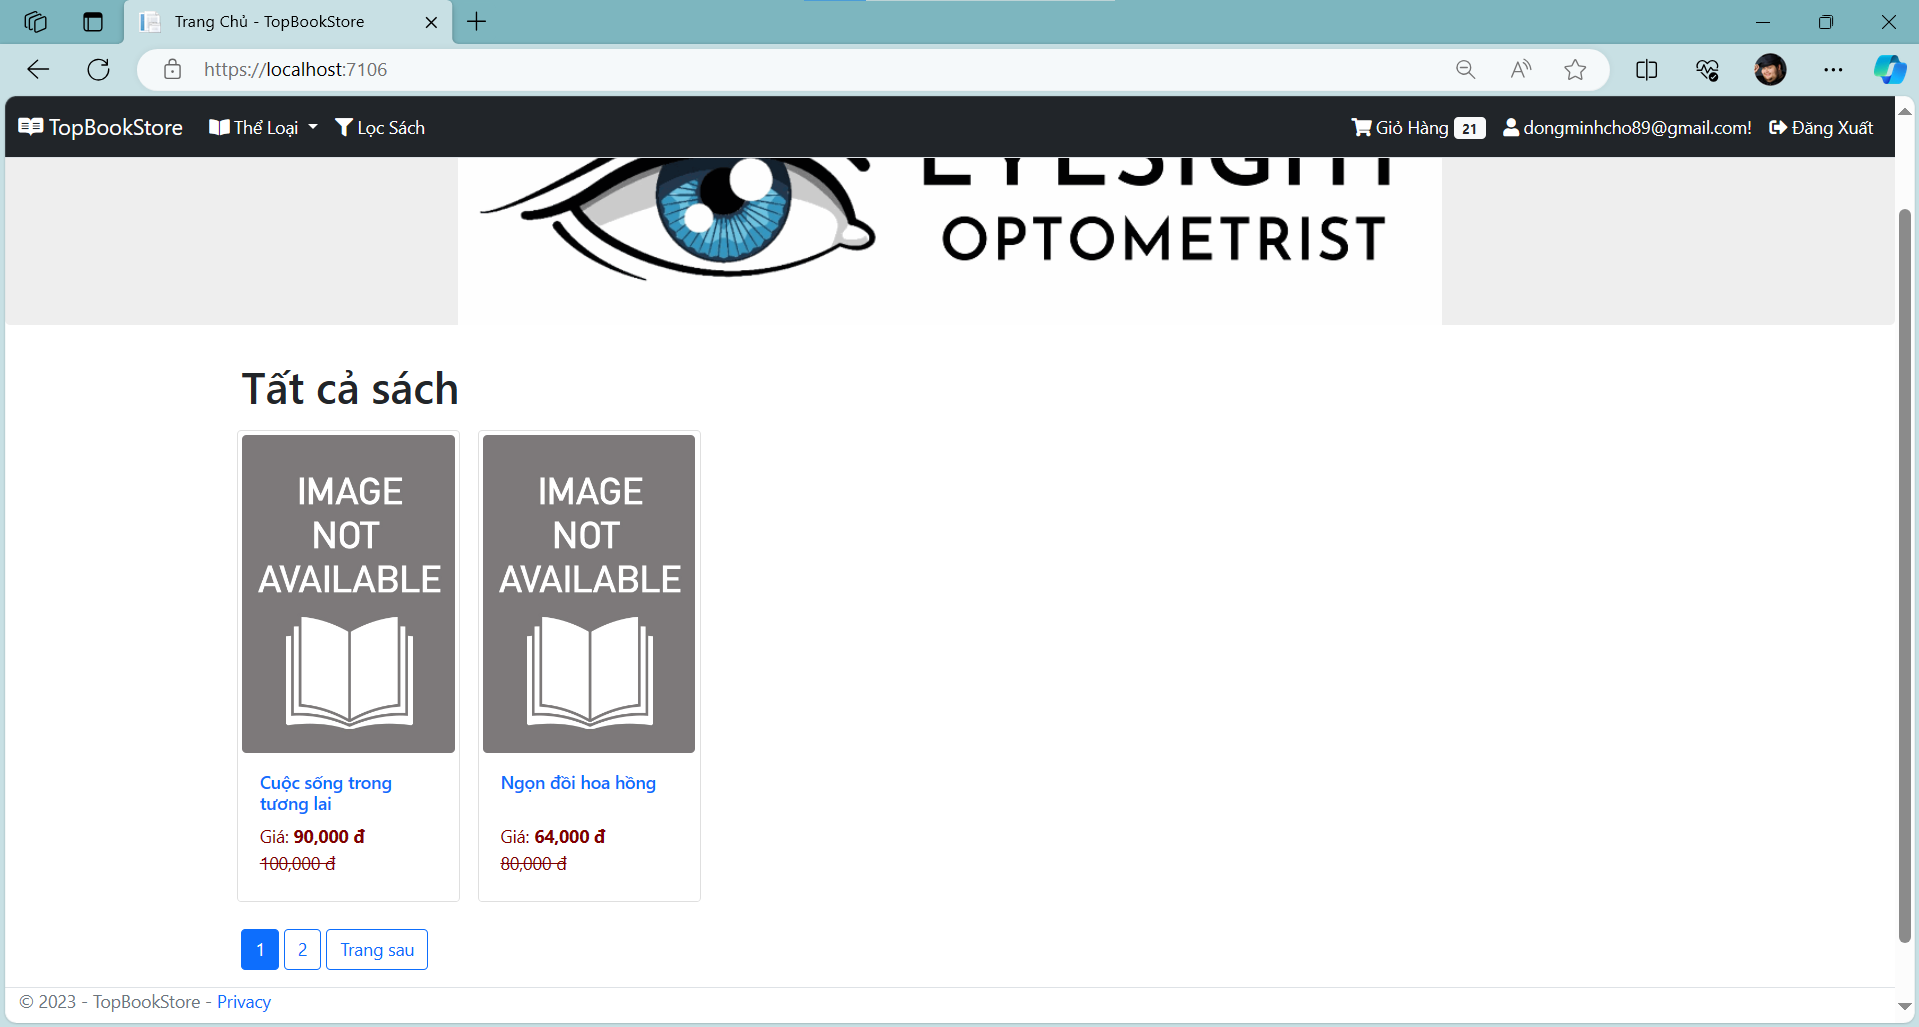 Trang Chủ - TopBookStore
https://localhost:7106
TopBookStore Thể Loại Lọc Sách Giỏ Hàng 21 dongminhcho89@gmail.com! Đăng Xuất
EYESIGHT
OPTOMETRIST
Tất cả sách
IMAGE
NOT
AVAILABLE
Cuộc sống trong
tương lai
Giá: 90,000 đ
100,000 đ
IMAGE
NOT
AVAILABLE
Ngọn đồi hoa hồng
Giá: 64,000 đ
80,000 đ
1 2 Trang sau
© 2023 - TopBookStore - Privacy